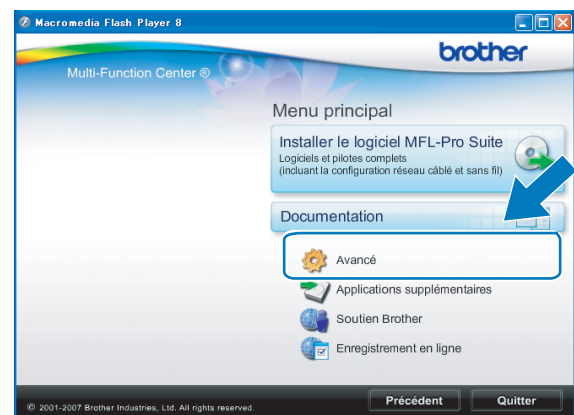 Macromedia Flash Player 8
brother
Multi-Function Center ®
Menu principal
Installer le logiciel MFL-Pro Suite
Logiciels et pilotes complets
(incluant la configuration réseau câblé et sans fil)
Documentation
Avancé
Applications supplémentaires
Soutien Brother
Enregistrement en ligne
© 2001-2007 Brother Industries, Ltd. All rights reserved.
Précédent
Quitter